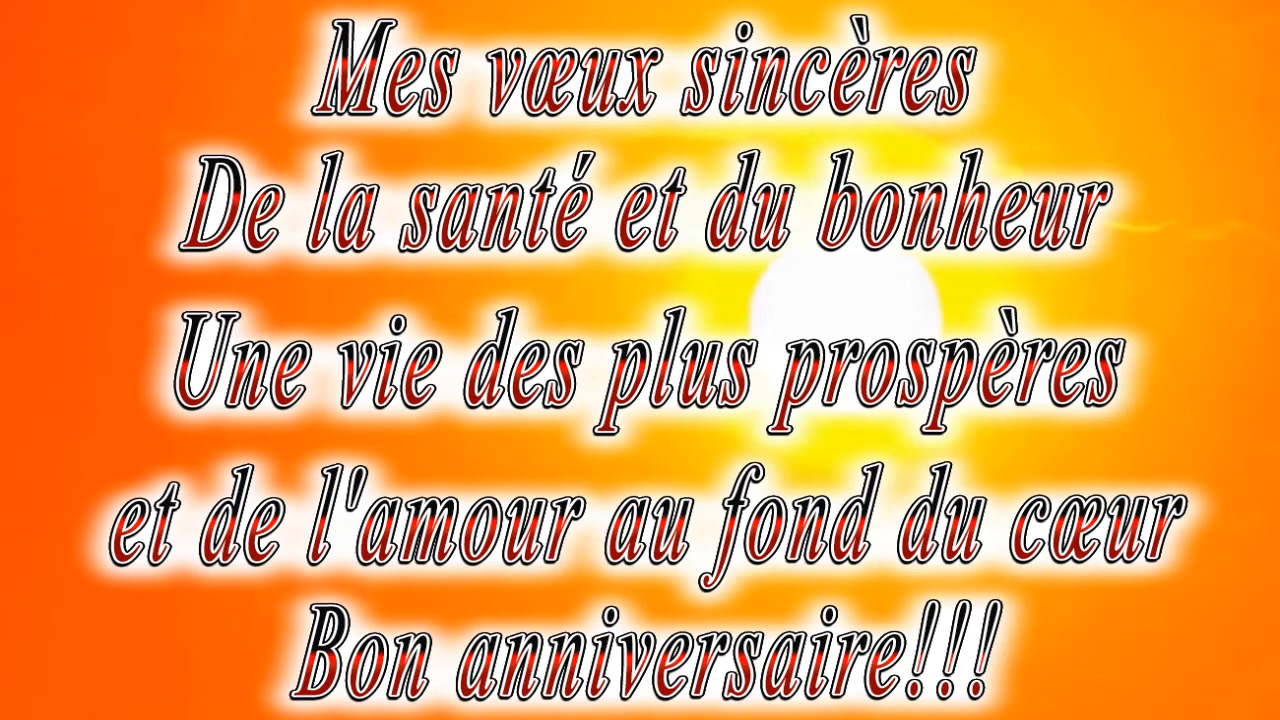 Mes vœux sincères
De la santé et du bonheur
Une vie des plus prospères
et de l'amour au fond du cœur
Bon anniversaire!!!